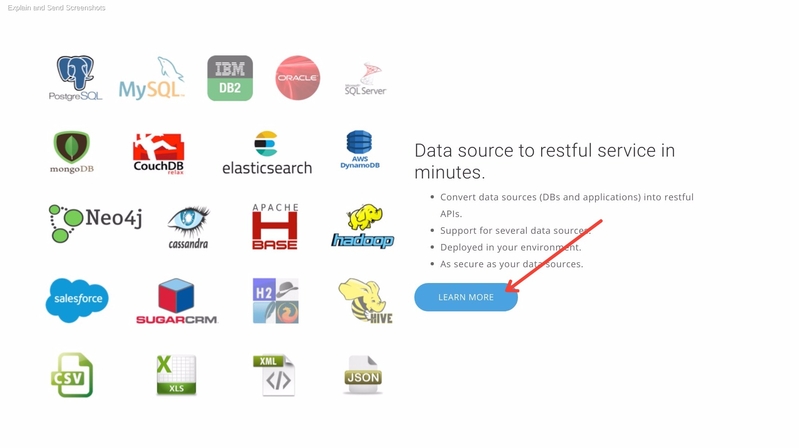 Explain and Send Screenshots
PostgreSQL
MySQL
IBM
DB2
ORACLE
SQL Server
mongoDB
CouchDB
relax
elasticsearch
AWS
DynamoDB
Data source to restful service in
minutes.
Convert data sources (DBs and applications) into restful
APIs.
Support for several data sources.
Deployed in your environment.
As secure as your data sources.
LEARN MORE
Neo4j
cassandra
APACHE
H
BASE
hadoop
salesforce
SUGARCRM
H2
HIVE
CSV
X
XLS
XML
</>
JSON